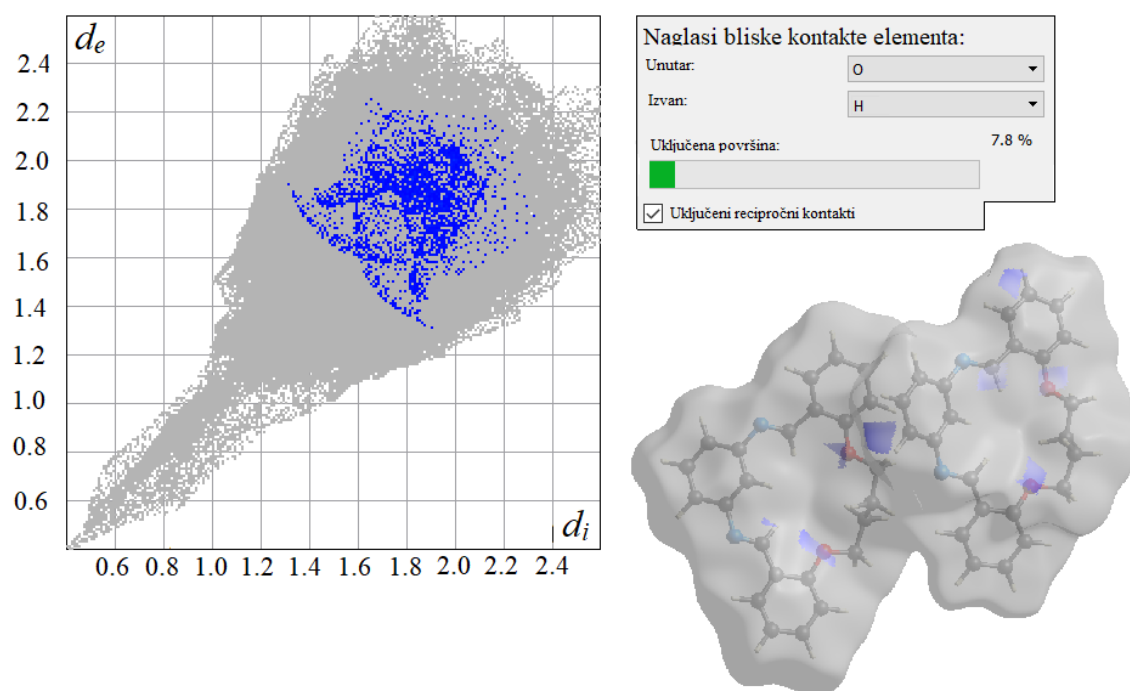 d_e
2.4
2.2
2.0
1.8
1.6
1.4
1.2
1.0
0.8
0.6
d_i
0.6 0.8 1.0 1.2 1.4 1.6 1.8 2.0 2.2 2.4
Naglasi bliske kontakte elementa:
Unutar: O
Izvan: H
Uključena površina: 7.8 %
Uključeni recipročni kontakti